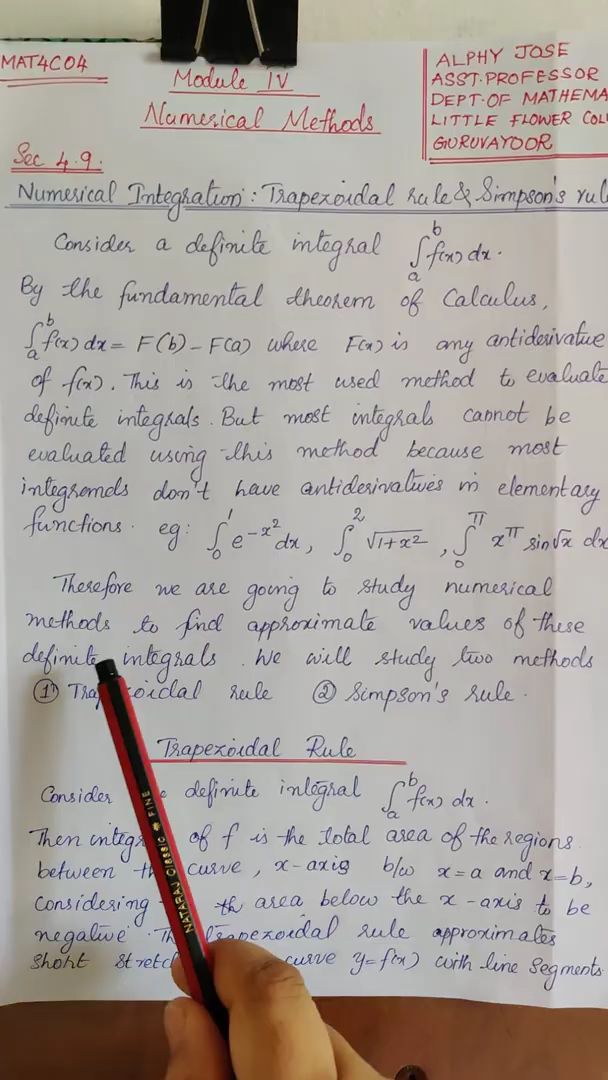 MAT4C04
Module IV
Numerical Methods
ALPHY JOSE
ASST.PROFESSOR
DEPT.OF MATHEMA
LITTLE FLOWER COL
GURUVAYOOR
Sec 4.9:
Numerical Integration: Trapezoidal rule & Simpson's rul
Consider a definite integral ∫_a^b f(x) dx.
By the fundamental theorem of Calculus,
∫_a^b f(x) dx = F(b) - F(a) where F(x) is any antiderivative
of f(x). This is the most used method to evaluate
definite integrals. But most integrals cannot be
evaluated using this method because most
integrands don't have antiderivatives in elementary
functions. eg: ∫_0^1 e^{-x^2} dx, ∫_0^2 √(1+x^2), ∫_0^π x^π sin√x dx
Therefore we are going to study numerical
methods to find approximate values of these
definite integrals. We will study two methods
① Trapezoidal rule ② Simpson's rule.
Trapezoidal Rule
Consider definite integral ∫_a^b f(x) dx.
Then integ of f is the total area of the regions
between curve, x-axis b/w x=a and x=b,
considering th area below the x-axis to be
negative. trapezoidal rule approximates
short stretc curve y=f(x) with line segments
NATARAJ CLASSIC FINE